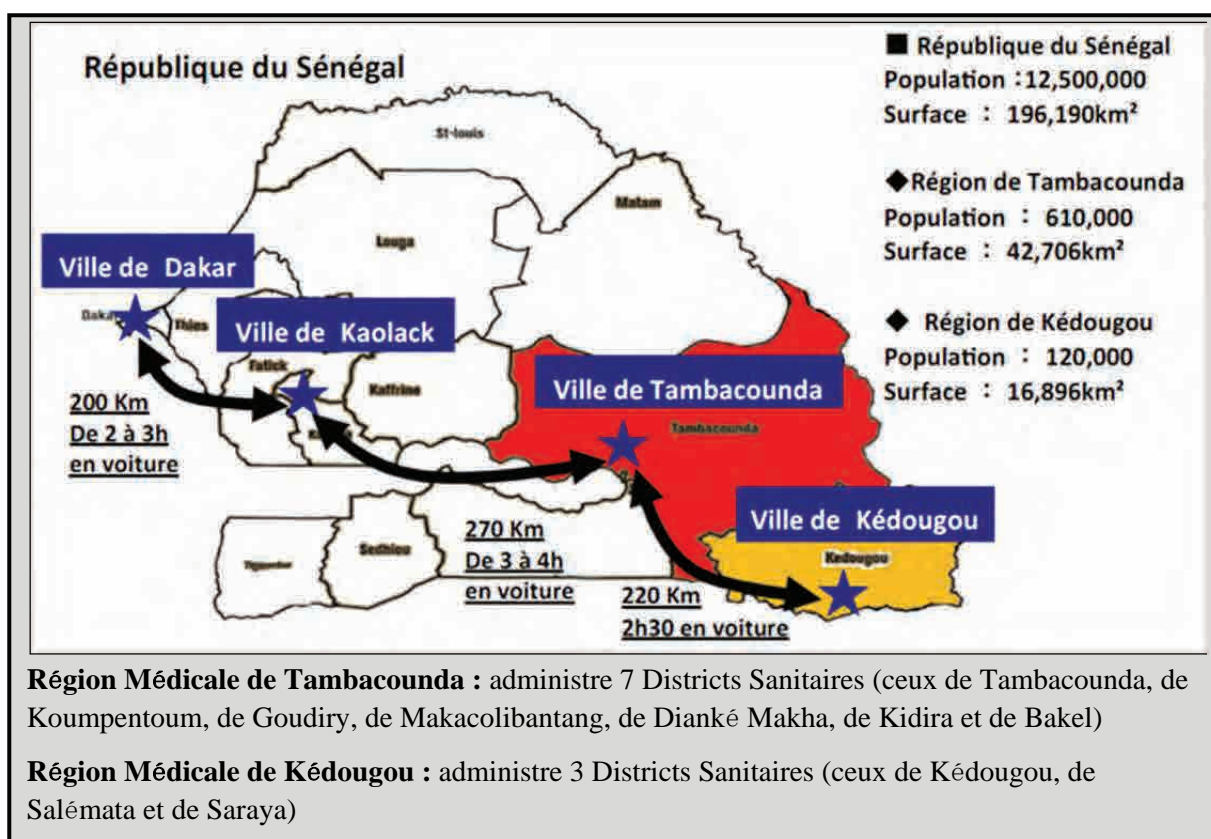 République du Sénégal
■ République du Sénégal
Population :12,500,000
Surface : 196,190km²
◆Région de Tambacounda
Population : 610,000
Surface : 42,706km²
◆ Région de Kédougou
Population : 120,000
Surface : 16,896km²
St-louis
Matam
Louga
Ville de Dakar
Thies
Ville de Kaolack
Fatick
Kaffrine
Ville de Tambacounda
Tambacounda
200 Km
De 2 à 3h
en voiture
Ville de Kédougou
Kedougou
Sedhiou
270 Km
De 3 à 4h
en voiture
220 Km
2h30 en voiture
Région Médicale de Tambacounda : administre 7 Districts Sanitaires (ceux de Tambacounda, de
Koumpentoum, de Goudiry, de Makacolibantang, de Dianké Makha, de Kidira et de Bakel)
Région Médicale de Kédougou : administre 3 Districts Sanitaires (ceux de Kédougou, de
Salémata et de Saraya)